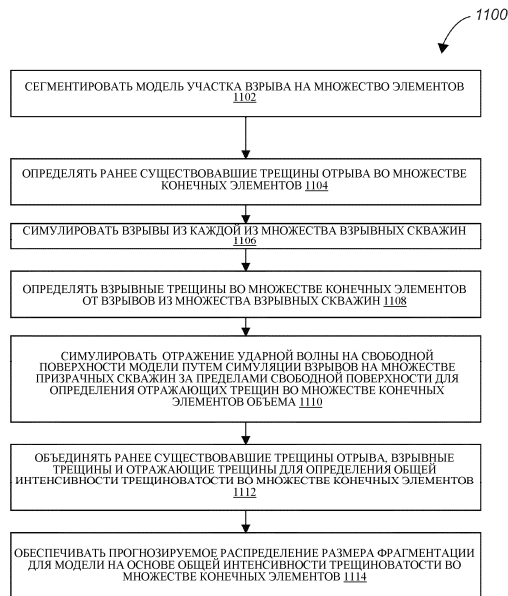 1100
СЕГМЕНТИРОВАТЬ МОДЕЛЬ УЧАСТКА ВЗРЫВА НА МНОЖЕСТВО ЭЛЕМЕНТОВ
1102
ОПРЕДЕЛЯТЬ РАНЕЕ СУЩЕСТВОВАВШИЕ ТРЕЩИНЫ ОТРЫВА ВО МНОЖЕСТВЕ
КОНЕЧНЫХ ЭЛЕМЕНТОВ 1104
СИМУЛИРОВАТЬ ВЗРЫВЫ ИЗ КАЖДОЙ ИЗ МНОЖЕСТВА ВЗРЫВНЫХ СКВАЖИН
1106
ОПРЕДЕЛЯТЬ ВЗРЫВНЫЕ ТРЕЩИНЫ ВО МНОЖЕСТВЕ КОНЕЧНЫХ ЭЛЕМЕНТОВ
ОТ ВЗРЫВОВ ИЗ МНОЖЕСТВА ВЗРЫВНЫХ СКВАЖИН 1108
СИМУЛИРОВАТЬ ОТРАЖЕНИЕ УДАРНОЙ ВОЛНЫ НА СВОБОДНОЙ
ПОВЕРХНОСТИ МОДЕЛИ ПУТЕМ СИМУЛЯЦИИ ВЗРЫВОВ НА МНОЖЕСТВЕ
ПРИЗРАЧНЫХ СКВАЖИН ЗА ПРЕДЕЛАМИ СВОБОДНОЙ ПОВЕРХНОСТИ ДЛЯ
ОПРЕДЕЛЕНИЯ ОТРАЖАЮЩИХ ТРЕЩИН ВО МНОЖЕСТВЕ КОНЕЧНЫХ
ЭЛЕМЕНТОВ ОБЪЕМА 1110
ОБЪЕДИНЯТЬ РАНЕЕ СУЩЕСТВОВАВШИЕ ТРЕЩИНЫ ОТРЫВА, ВЗРЫВНЫЕ
ТРЕЩИНЫ И ОТРАЖАЮЩИЕ ТРЕЩИНЫ ДЛЯ ОПРЕДЕЛЕНИЯ ОБЩЕЙ
ИНТЕНСИВНОСТИ ТРЕЩИНОВАТОСТИ ВО МНОЖЕСТВЕ КОНЕЧНЫХ ЭЛЕМЕНТОВ
1112
ОБЕСПЕЧИВАТЬ ПРОГНОЗИРУЕМОЕ РАСПРЕДЕЛЕНИЕ РАЗМЕРА ФРАГМЕНТАЦИИ
ДЛЯ МОДЕЛИ НА ОСНОВЕ ОБЩЕЙ ИНТЕНСИВНОСТИ ТРЕЩИНОВАТОСТИ ВО
МНОЖЕСТВЕ КОНЕЧНЫХ ЭЛЕМЕНТОВ 1114